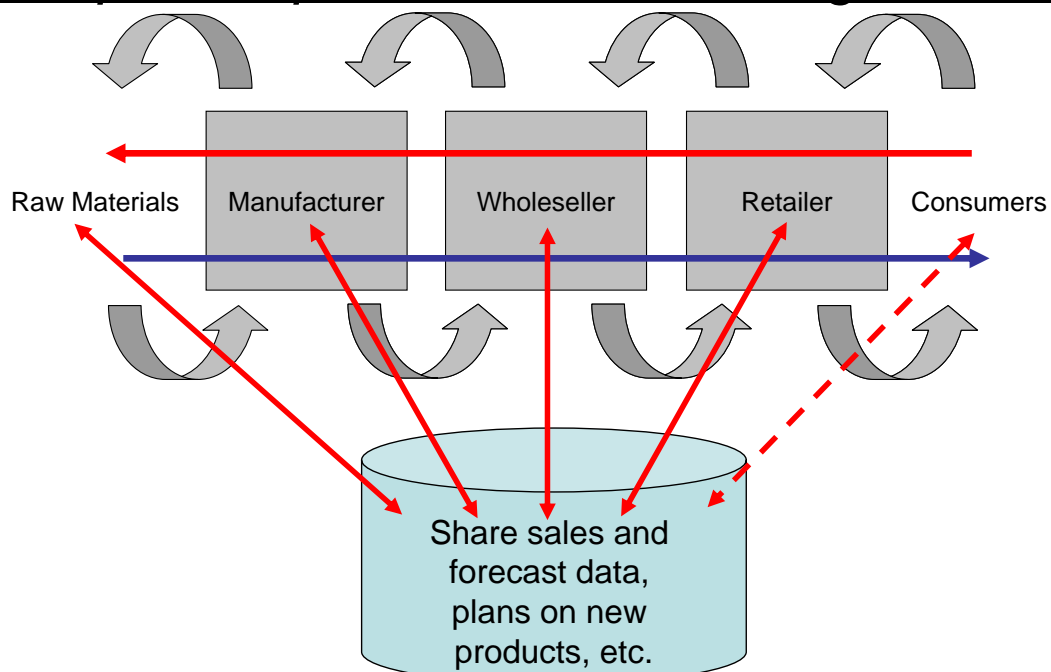 Raw Materials
Manufacturer
Wholeseller
Retailer
Consumers
Share sales and
forecast data,
plans on new
products, etc.